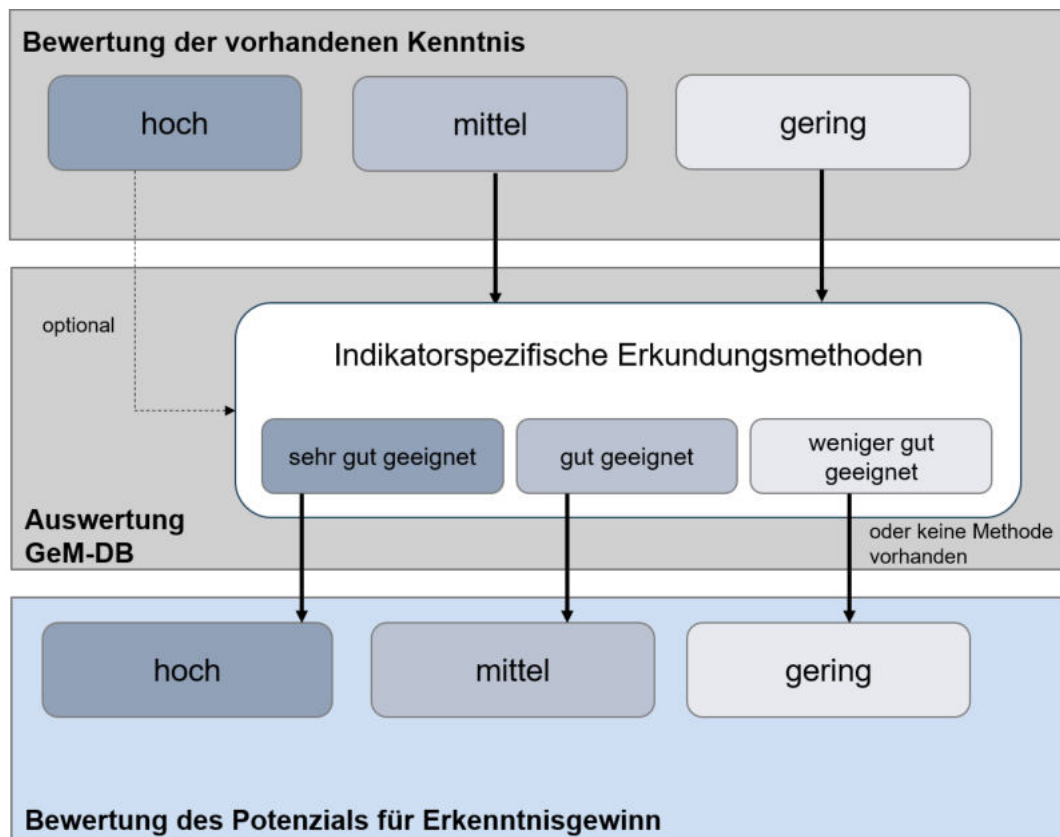 Bewertung der vorhandenen Kenntnis
hoch
mittel
gering
optional
Indikatorspezifische Erkundungsmethoden
sehr gut geeignet
gut geeignet
weniger gut
geeignet
Auswertung
GeM-DB
oder keine Methode
vorhanden
hoch
mittel
gering
Bewertung des Potenzials für Erkenntnisgewinn